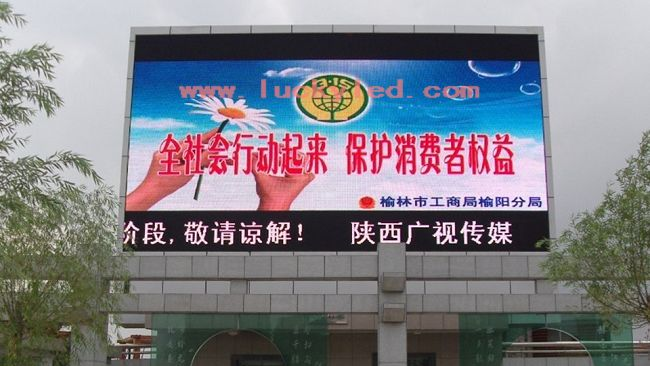 www.luckyled.com
3·15
全社会行动起来 保护消费者权益
榆林市工商局榆阳分局
阶段,敬请谅解! 陕西广视传媒